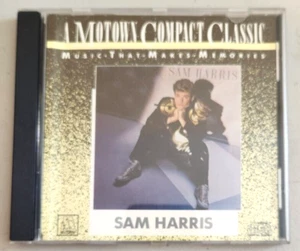 A MOTOWN COMPACT CLASSIC
MUSIC·THAT·MAKES·MEMORIES
SAM HARRIS
SAM HARRIS